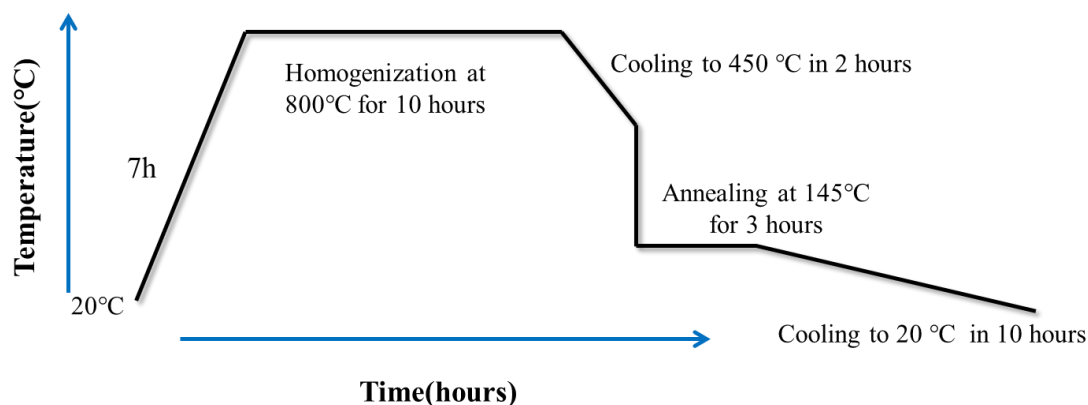 Temperature(°C)
Homogenization at
800°C for 10 hours
Cooling to 450 °C in 2 hours
7h
Annealing at 145°C
for 3 hours
20°C
Cooling to 20 °C in 10 hours
Time(hours)